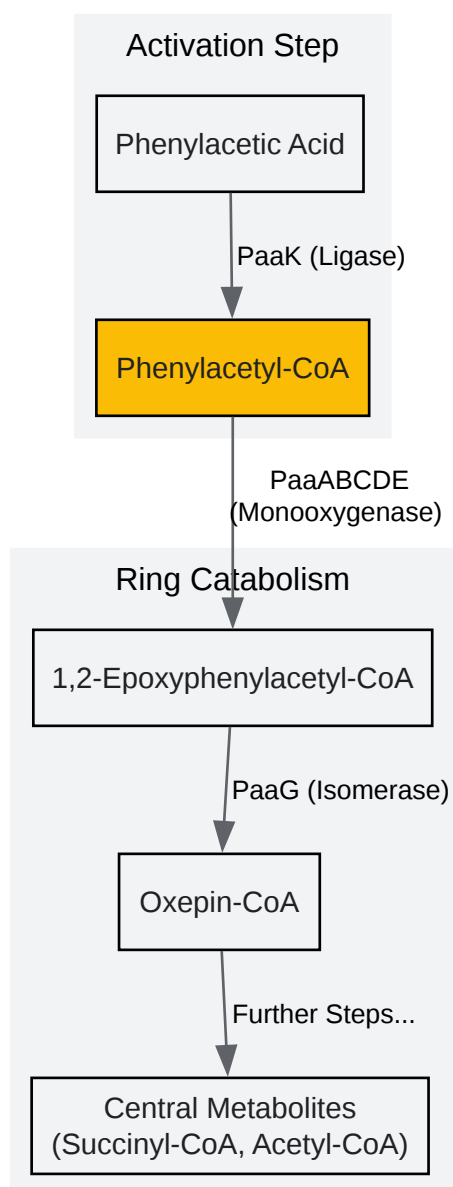 Activation Step
Phenylacetic Acid
PaaK (Ligase)
Phenylacetyl-CoA
PaaABCDE
(Monooxygenase)
Ring Catabolism
1,2-Epoxyphenylacetyl-CoA
PaaG (Isomerase)
Oxepin-CoA
Further Steps...
Central Metabolites
(Succinyl-CoA, Acetyl-CoA)